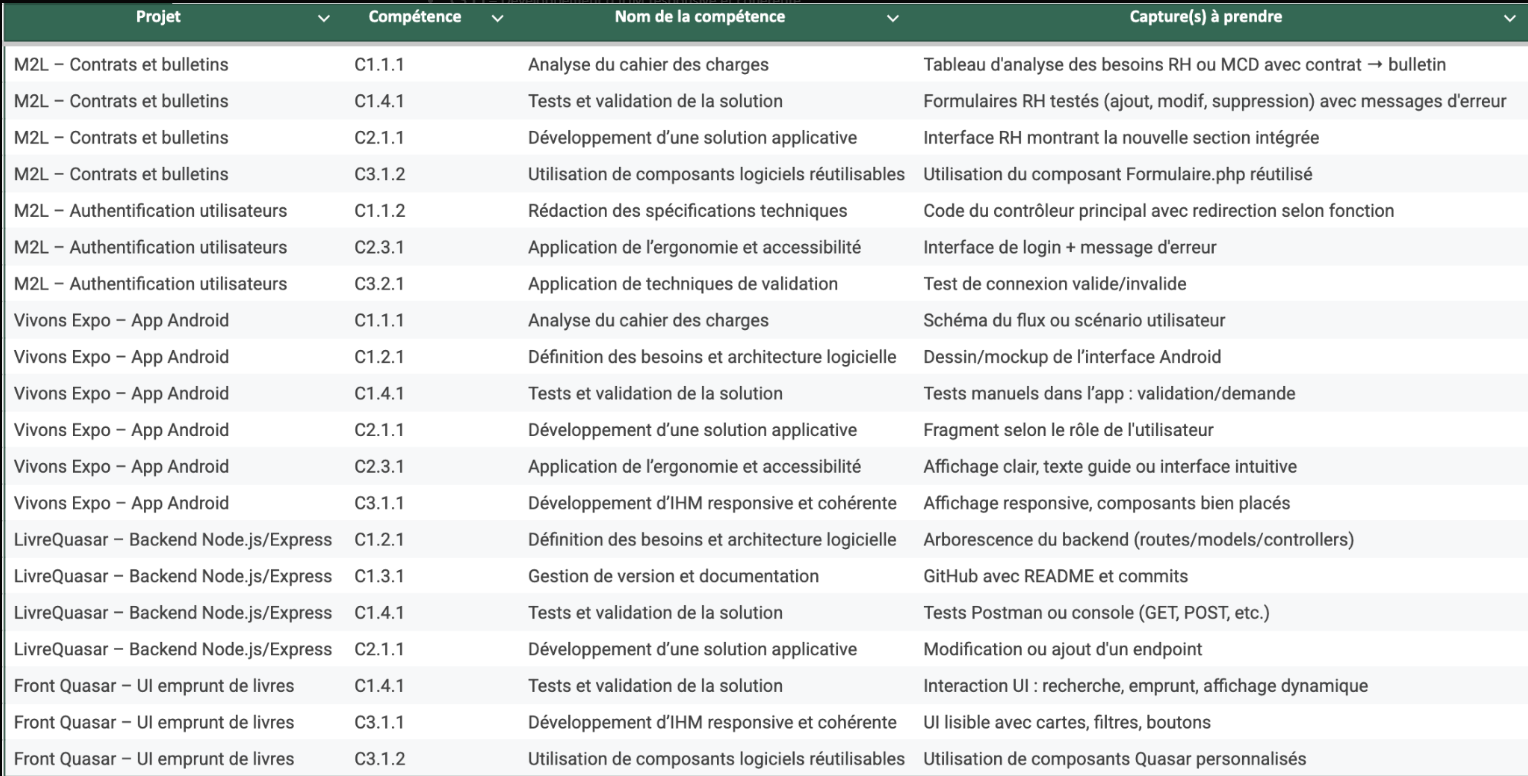 Projet Compétence Nom de la compétence Capture(s) à prendre
M2L – Contrats et bulletins C1.1.1 Analyse du cahier des charges Tableau d'analyse des besoins RH ou MCD avec contrat → bulletin
M2L – Contrats et bulletins C1.4.1 Tests et validation de la solution Formulaires RH testés (ajout, modif, suppression) avec messages d'erreur
M2L – Contrats et bulletins C2.1.1 Développement d’une solution applicative Interface RH montrant la nouvelle section intégrée
M2L – Contrats et bulletins C3.1.2 Utilisation de composants logiciels réutilisables Utilisation du composant Formulaire.php réutilisé
M2L – Authentification utilisateurs C1.1.2 Rédaction des spécifications techniques Code du contrôleur principal avec redirection selon fonction
M2L – Authentification utilisateurs C2.3.1 Application de l’ergonomie et accessibilité Interface de login + message d'erreur
M2L – Authentification utilisateurs C3.2.1 Application de techniques de validation Test de connexion valide/invalide
Vivons Expo – App Android C1.1.1 Analyse du cahier des charges Schéma du flux ou scénario utilisateur
Vivons Expo – App Android C1.2.1 Définition des besoins et architecture logicielle Dessin/mockup de l’interface Android
Vivons Expo – App Android C1.4.1 Tests et validation de la solution Tests manuels dans l’app : validation/demande
Vivons Expo – App Android C2.1.1 Développement d’une solution applicative Fragment selon le rôle de l'utilisateur
Vivons Expo – App Android C2.3.1 Application de l’ergonomie et accessibilité Affichage clair, texte guide ou interface intuitive
Vivons Expo – App Android C3.1.1 Développement d’IHM responsive et cohérente Affichage responsive, composants bien placés
LivreQuasar – Backend Node.js/Express C1.2.1 Définition des besoins et architecture logicielle Arborescence du backend (routes/models/controllers)
LivreQuasar – Backend Node.js/Express C1.3.1 Gestion de version et documentation GitHub avec README et commits
LivreQuasar – Backend Node.js/Express C1.4.1 Tests et validation de la solution Tests Postman ou console (GET, POST, etc.)
LivreQuasar – Backend Node.js/Express C2.1.1 Développement d’une solution applicative Modification ou ajout d'un endpoint
Front Quasar – UI emprunt de livres C1.4.1 Tests et validation de la solution Interaction UI : recherche, emprunt, affichage dynamique
Front Quasar – UI emprunt de livres C3.1.1 Développement d’IHM responsive et cohérente UI lisible avec cartes, filtres, boutons
Front Quasar – UI emprunt de livres C3.1.2 Utilisation de composants logiciels réutilisables Utilisation de composants Quasar personnalisés